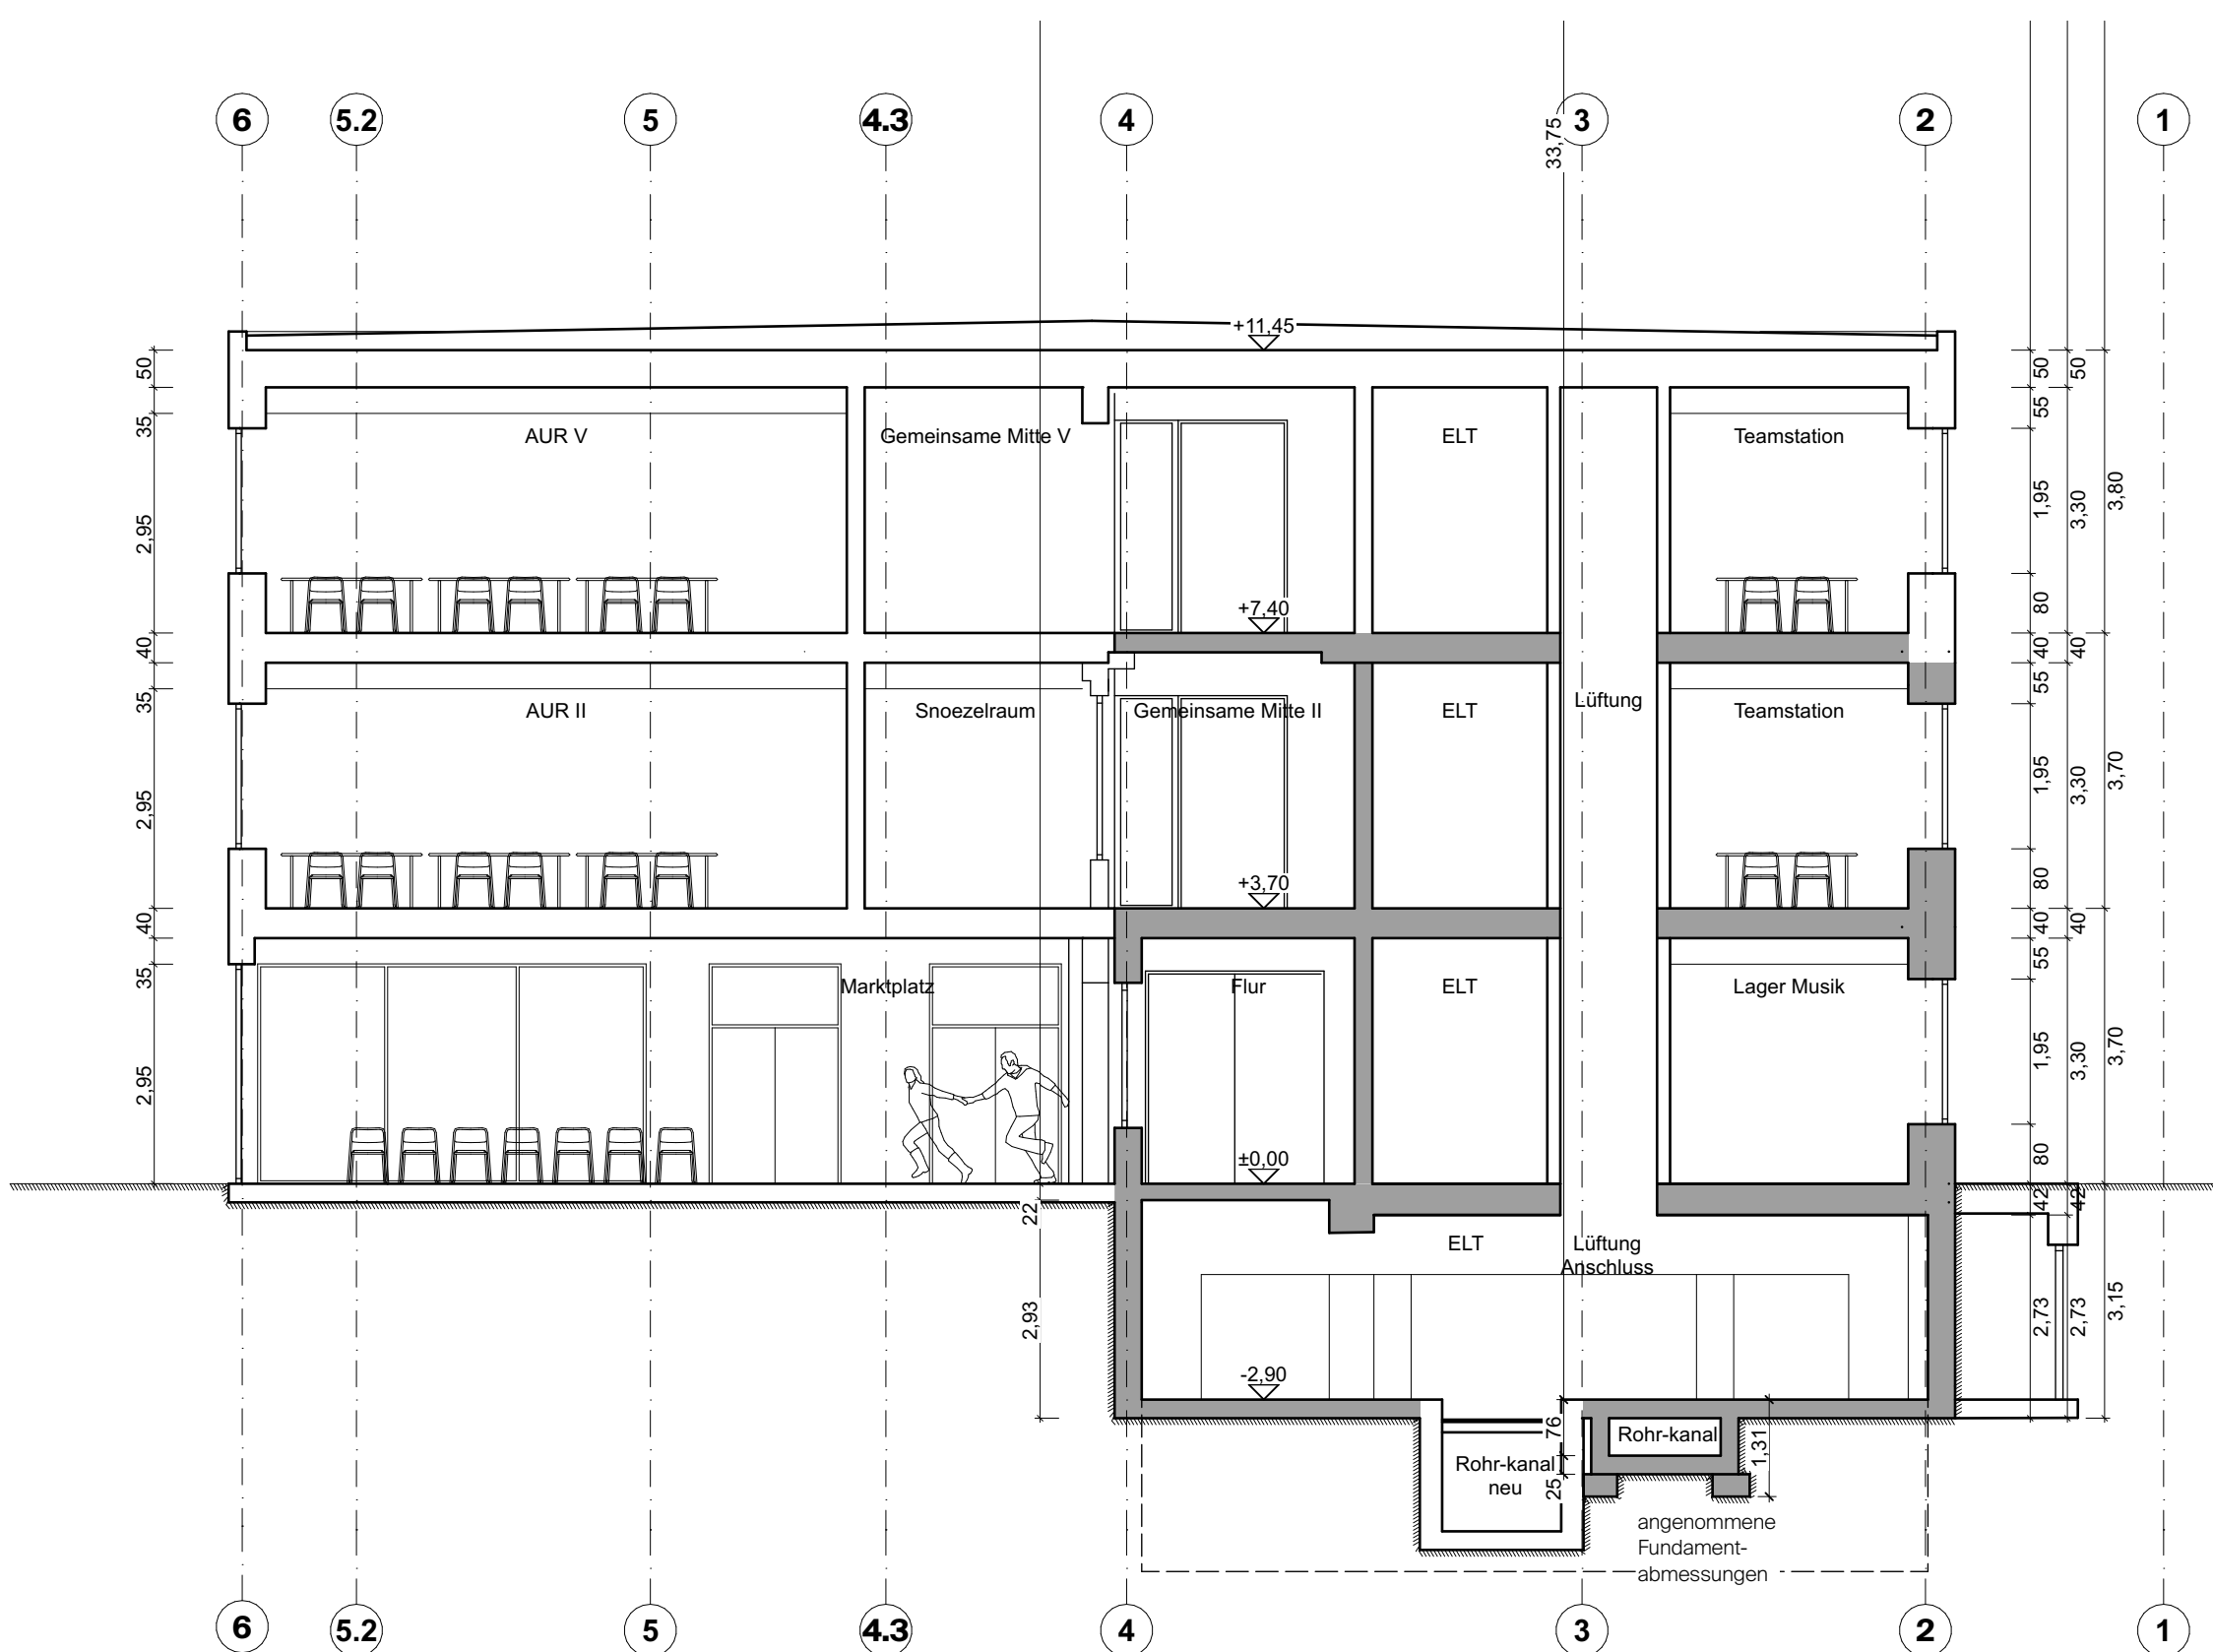 6 5.2 5 4.3 4 3 2 1
33,75
+11,45
50 50 50
35 55
AUR V Gemeinsame Mitte V ELT Teamstation
2,95 1,95 3,30 3,80
+7,40
80
40 40 40
35 55
AUR II Snoezelraum Gemeinsame Mitte II ELT Lüftung Teamstation
2,95 1,95 3,30 3,70
+3,70
80
40 40 40
35 55
Marktplatz Flur ELT Lager Musik
2,95 1,95 3,30 3,70
±0,00
80
22 42 42
ELT Lüftung
Anschluss
2,93 2,73 2,73 3,15
-2,90
76 Rohr-kanal 1,31
Rohr-kanal
neu
25
angenommene
Fundament-
abmessungen
6 5.2 5 4.3 4 3 2 1